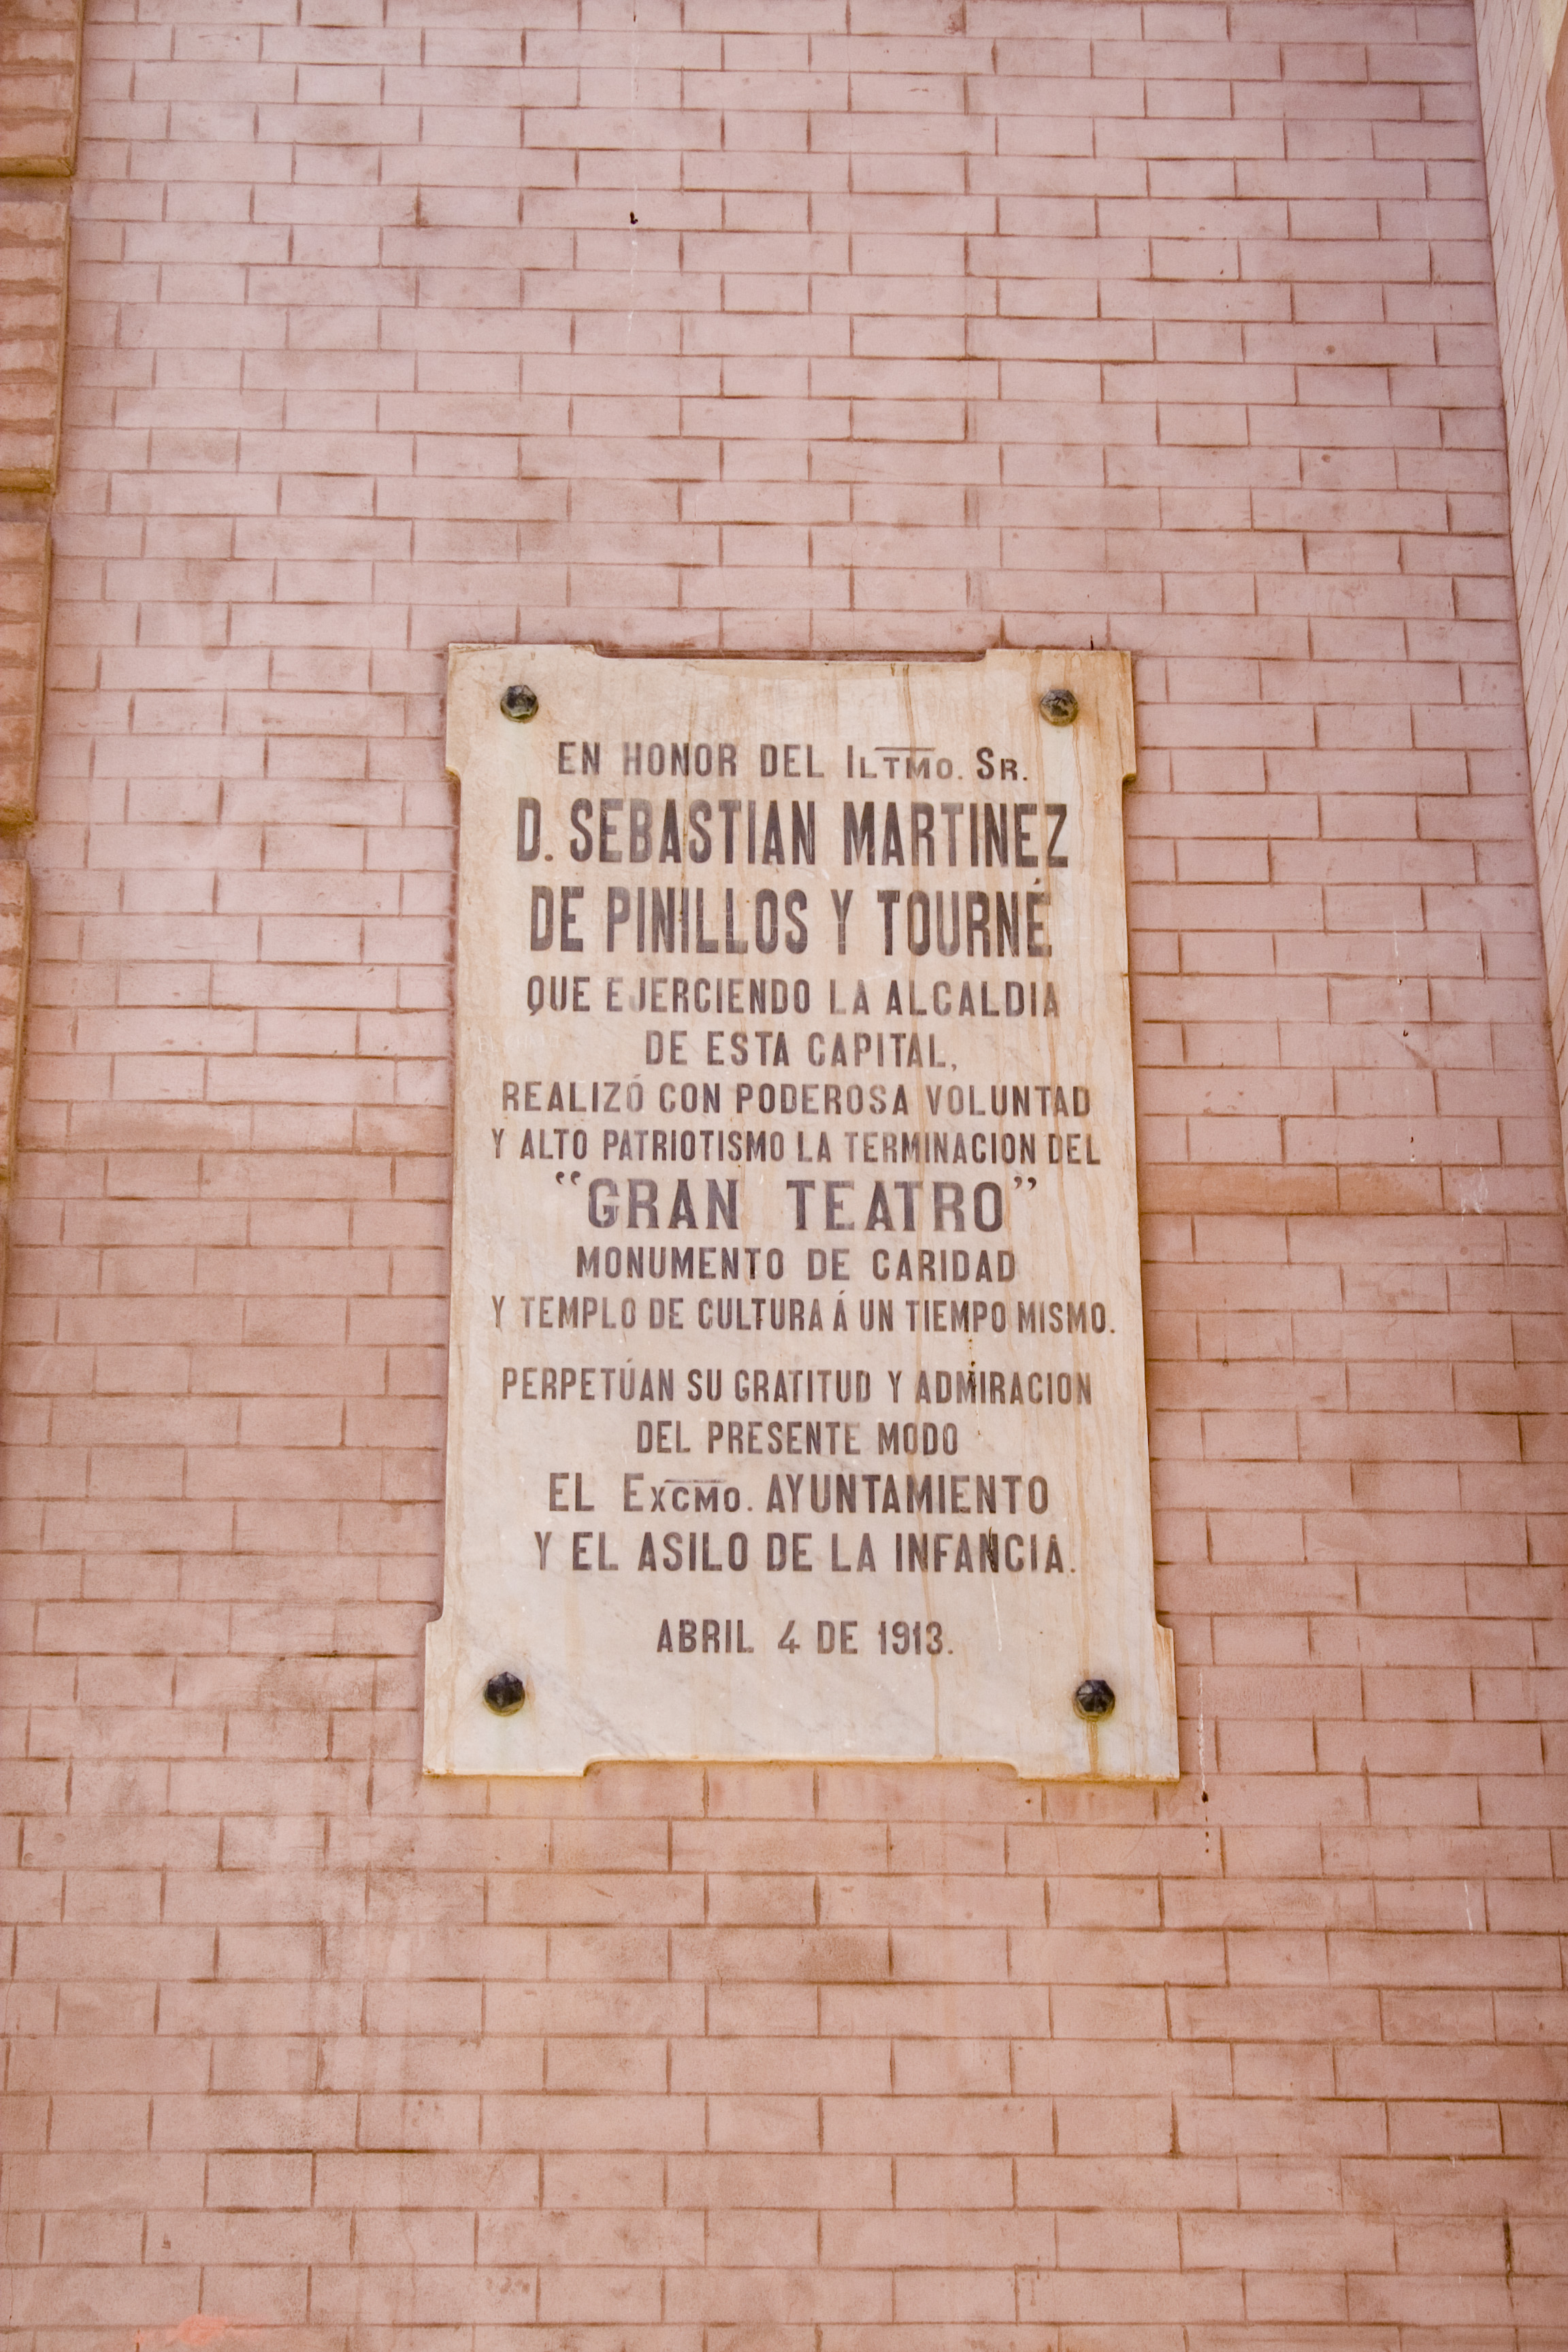 EN HONOR DEL ILTMO. SR.
D. SEBASTIAN MARTINEZ
DE PINILLOS Y TOURNÉ
QUE EJERCIENDO LA ALCALDIA
DE ESTA CAPITAL,
REALIZÓ CON PODEROSA VOLUNTAD
Y ALTO PATRIOTISMO LA TERMINACION DEL
“GRAN TEATRO”
MONUMENTO DE CARIDAD
Y TEMPLO DE CULTURA Á UN TIEMPO MISMO.
PERPETÚAN SU GRATITUD Y ADMIRACION
DEL PRESENTE MODO
EL EXCMO. AYUNTAMIENTO
Y EL ASILO DE LA INFANCIA.
ABRIL 4 DE 1913.